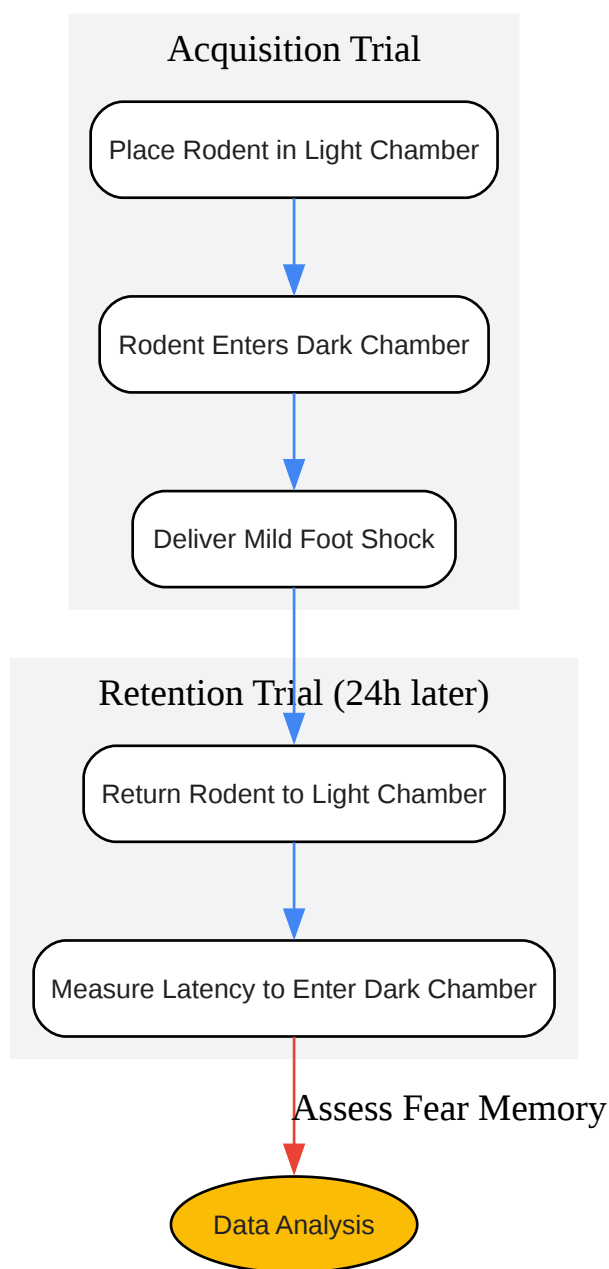 Acquisition Trial
Place Rodent in Light Chamber
Rodent Enters Dark Chamber
Deliver Mild Foot Shock
Retention Trial (24h later)
Return Rodent to Light Chamber
Measure Latency to Enter Dark Chamber
Assess Fear Memory
Data Analysis